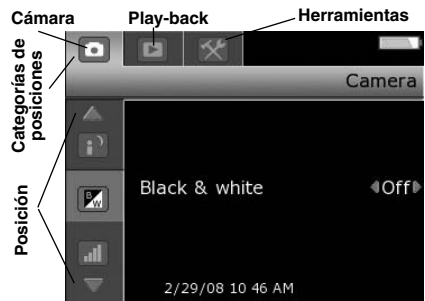 Cámara
Play-back
Herramientas
Categorías de
posiciones
Camera
Posición
B
W
Black & white
Off
2/29/08 10 46 AM